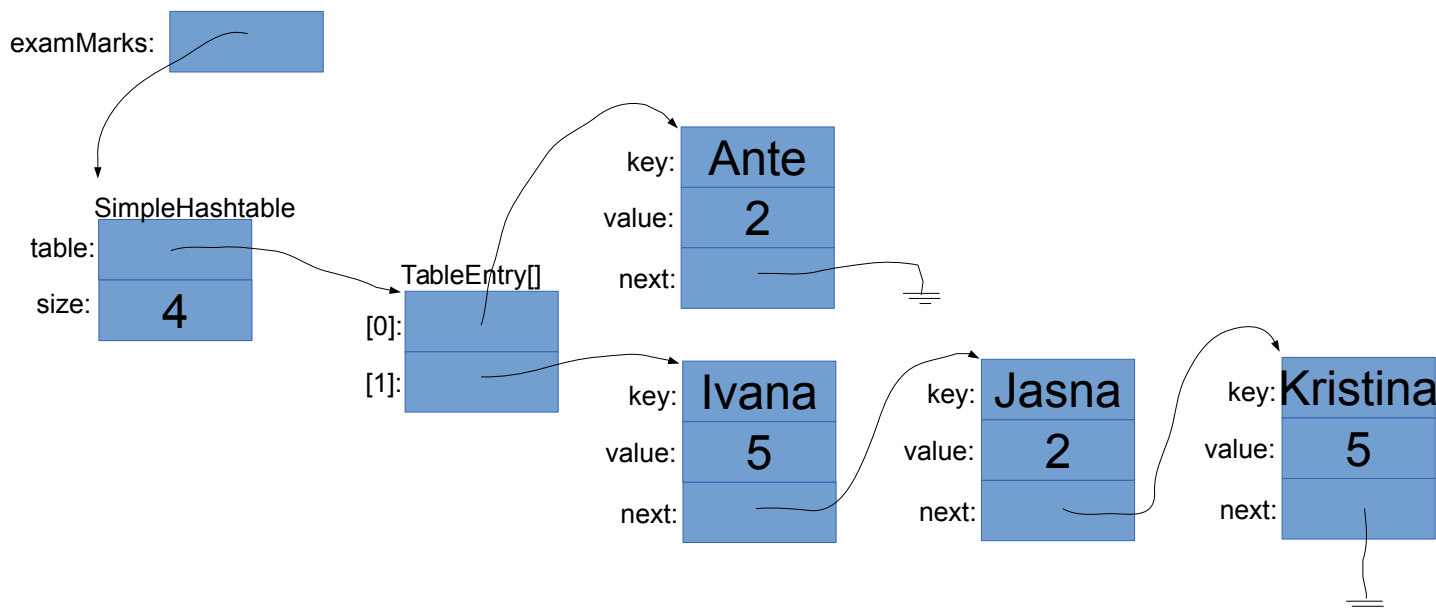 examMarks:
SimpleHashtable
table:
size: 4
TableEntry[]
[0]:
[1]:
key: Ante
value: 2
next:
key: Ivana
value: 5
next:
key: Jasna
value: 2
next:
key: Kristina
value: 5
next: